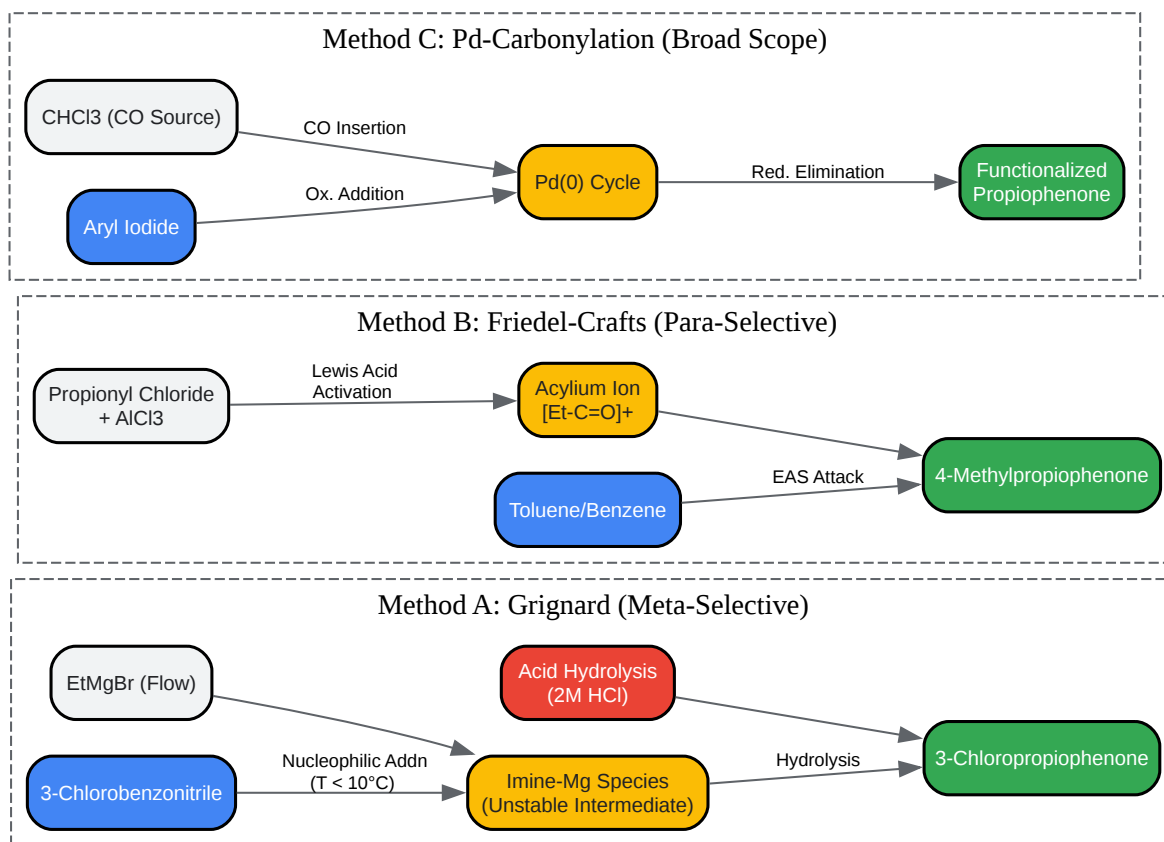 Method C: Pd-Carbonylation (Broad Scope)
CHCl3 (CO Source)
CO Insertion
Aryl Iodide
Ox. Addition
Pd(0) Cycle
Red. Elimination
Functionalized
Propiophenone
Method B: Friedel-Crafts (Para-Selective)
Propionyl Chloride
+ AlCl3
Lewis Acid
Activation
Acylium Ion
[Et-C=O]+
Toluene/Benzene
EAS Attack
4-Methylpropiophenone
Method A: Grignard (Meta-Selective)
EtMgBr (Flow)
3-Chlorobenzonitrile
Nucleophilic Addn
(T < 10°C)
Acid Hydrolysis
(2M HCl)
Imine-Mg Species
(Unstable Intermediate)
Hydrolysis
3-Chloropropiophenone